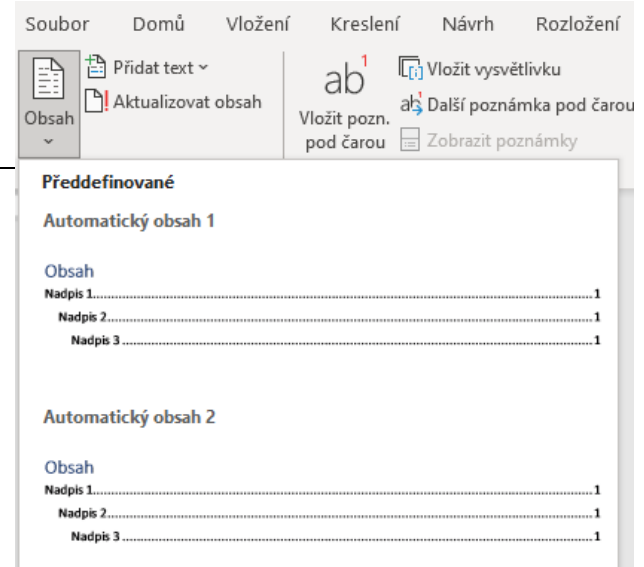 Soubor Domů Vložení Kreslení Návrh Rozložení
Obsah
Přidat text
Aktualizovat obsah
ab1
Vložit pozn.
pod čarou
Vložit vysvětlivku
Další poznámka pod čarou
Zobrazit poznámky
Předdefinované
Automatický obsah 1
Obsah
Nadpis 1...1
Nadpis 2...1
Nadpis 3...1
Automatický obsah 2
Obsah
Nadpis 1...1
Nadpis 2...1
Nadpis 3...1